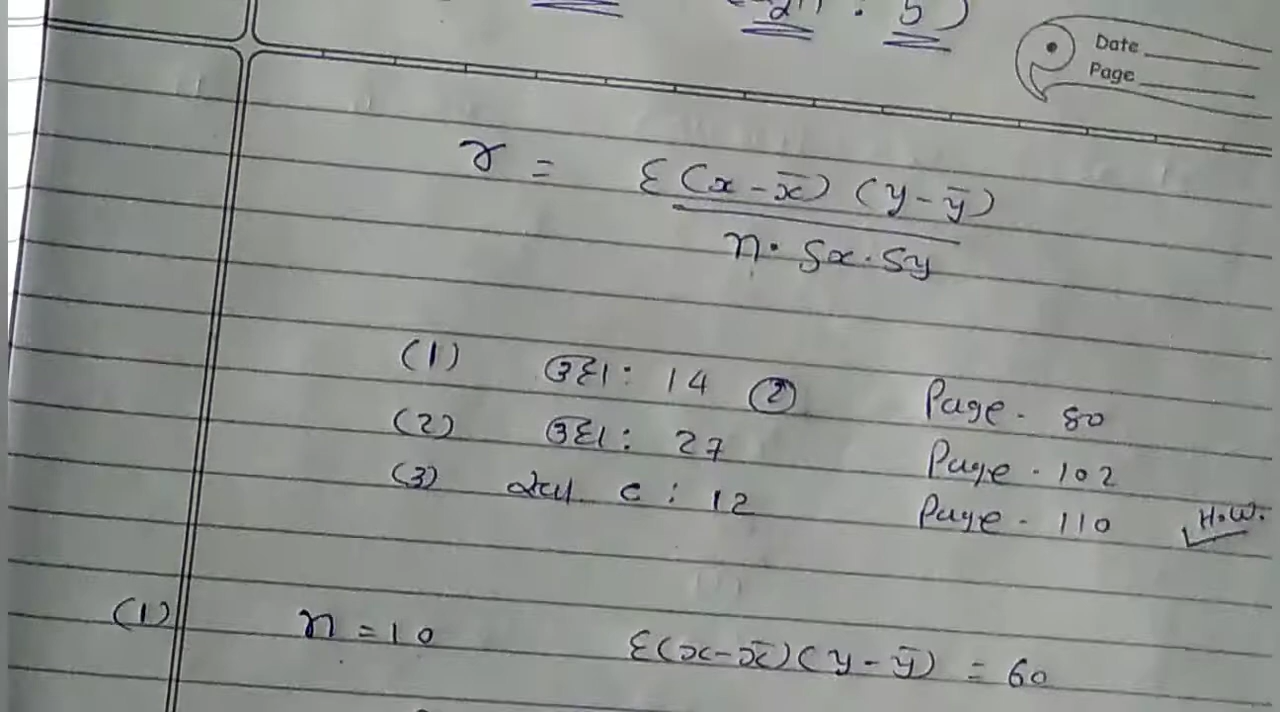 Date
Page
r = Σ(x - x̄) (y - ȳ)
n · Sx · Sy
(1) ઉદા : 14 (2) Page - 80
(2) ઉદા : 27 Page - 102
(3) સ્વા c : 12 Page - 110 H.W.
(1) n = 10 Σ(x - x̄)(y - ȳ) = 60